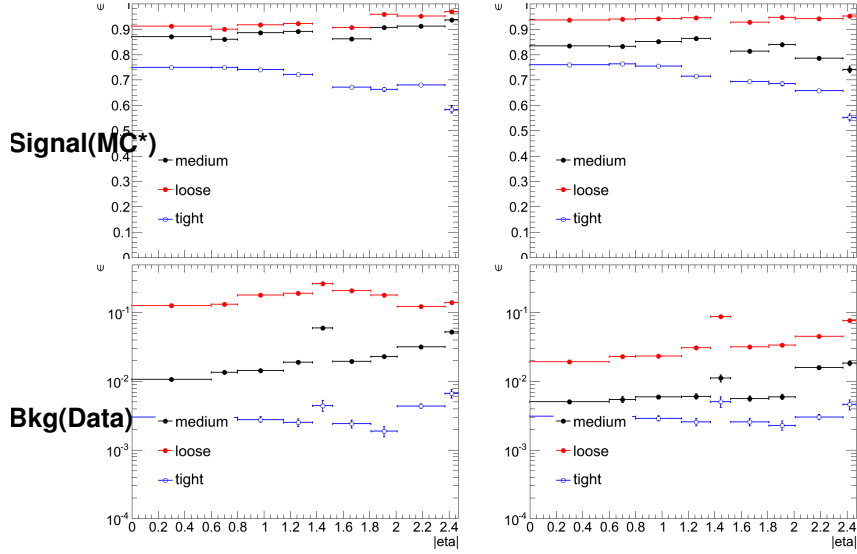 ϵ
1
0.9
0.8
0.7
0.6
0.5
0.4
0.3
0.2
0.1
0
medium
loose
tight
ϵ
1
0.9
0.8
0.7
0.6
0.5
0.4
0.3
0.2
0.1
0
medium
loose
tight
Signal(MC*)
ϵ
10-1
10-2
10-3
10-4
medium
loose
tight
0 0.2 0.4 0.6 0.8 1 1.2 1.4 1.6 1.8 2 2.2 2.4
|eta|
ϵ
10-1
10-2
10-3
10-4
medium
loose
tight
0 0.2 0.4 0.6 0.8 1 1.2 1.4 1.6 1.8 2 2.2 2.4
|eta|
Bkg(Data)